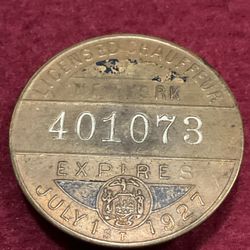 LICENSED CHAUFFEUR
NEW YORK
401073
EXPIRES
JULY 1ST 1927